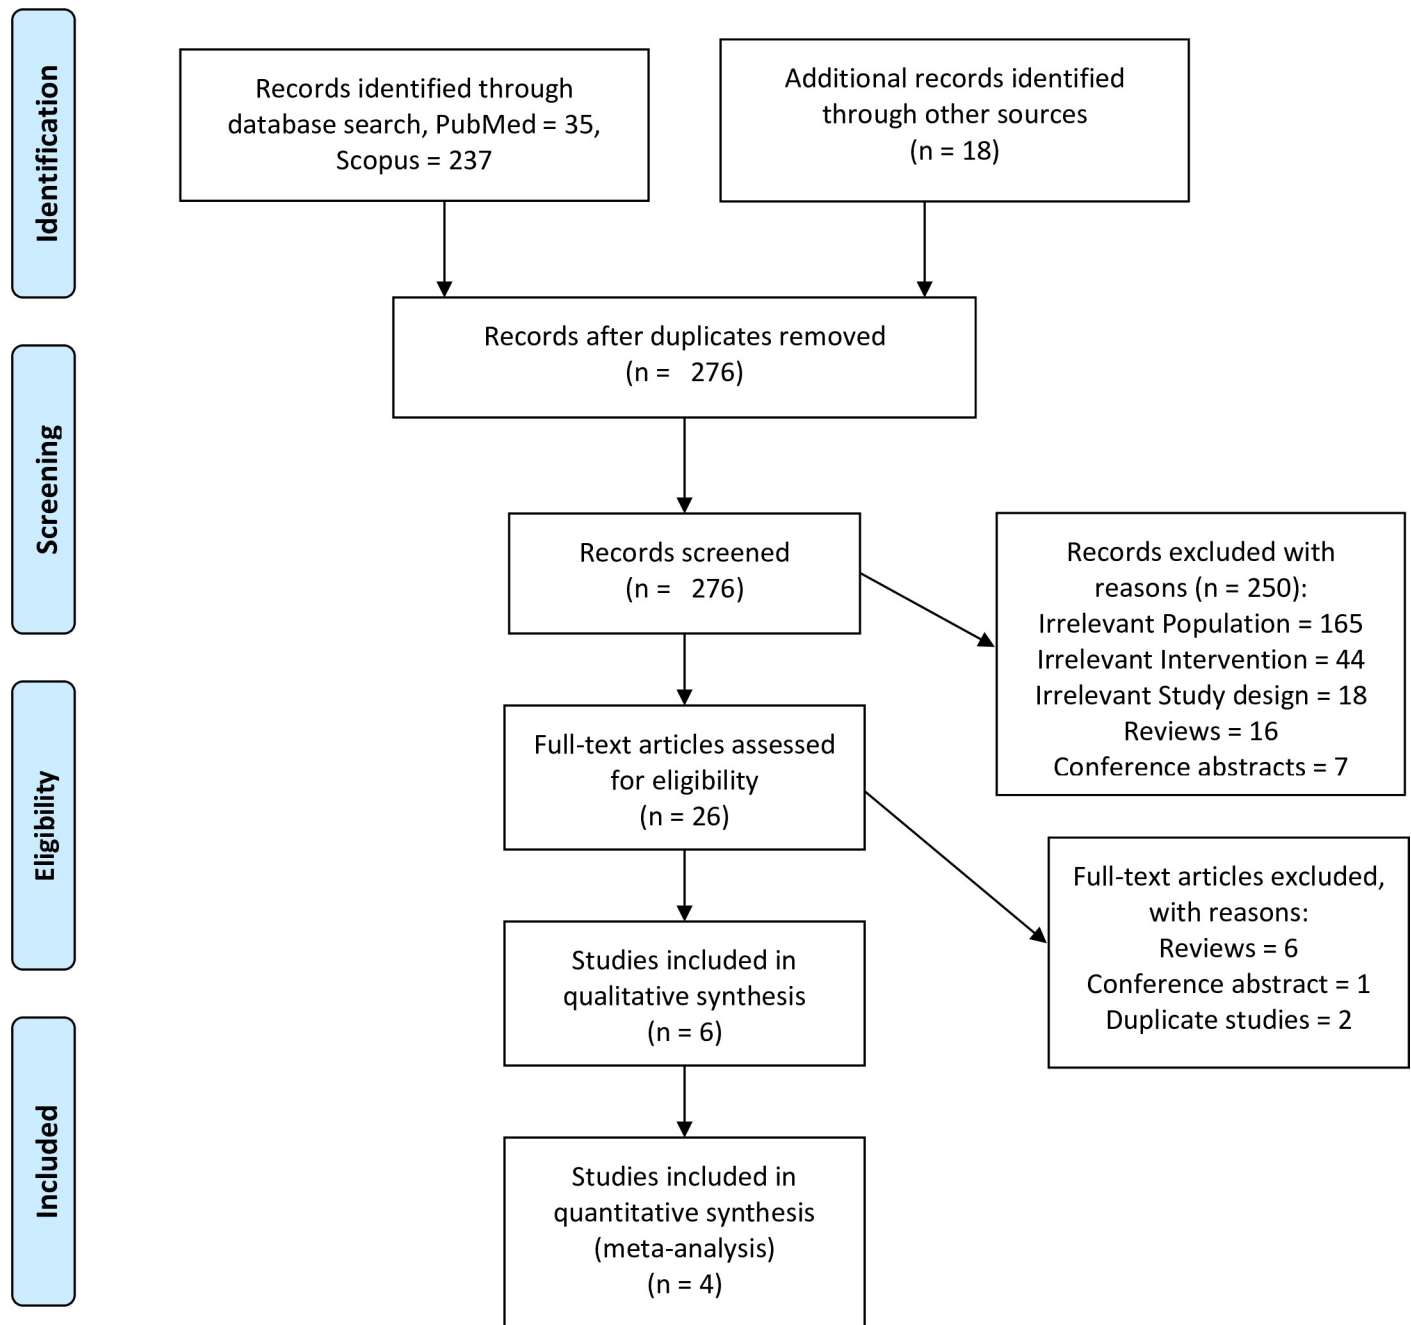 Identification
Records identified through
database search, PubMed = 35,
Scopus = 237
Additional records identified
through other sources
(n = 18)
Records after duplicates removed
(n = 276)
Screening
Records screened
(n = 276)
Records excluded with
reasons (n = 250):
Irrelevant Population = 165
Irrelevant Intervention = 44
Irrelevant Study design = 18
Reviews = 16
Conference abstracts = 7
Eligibility
Full-text articles assessed
for eligibility
(n = 26)
Full-text articles excluded,
with reasons:
Reviews = 6
Conference abstract = 1
Duplicate studies = 2
Studies included in
qualitative synthesis
(n = 6)
Included
Studies included in
quantitative synthesis
(meta-analysis)
(n = 4)